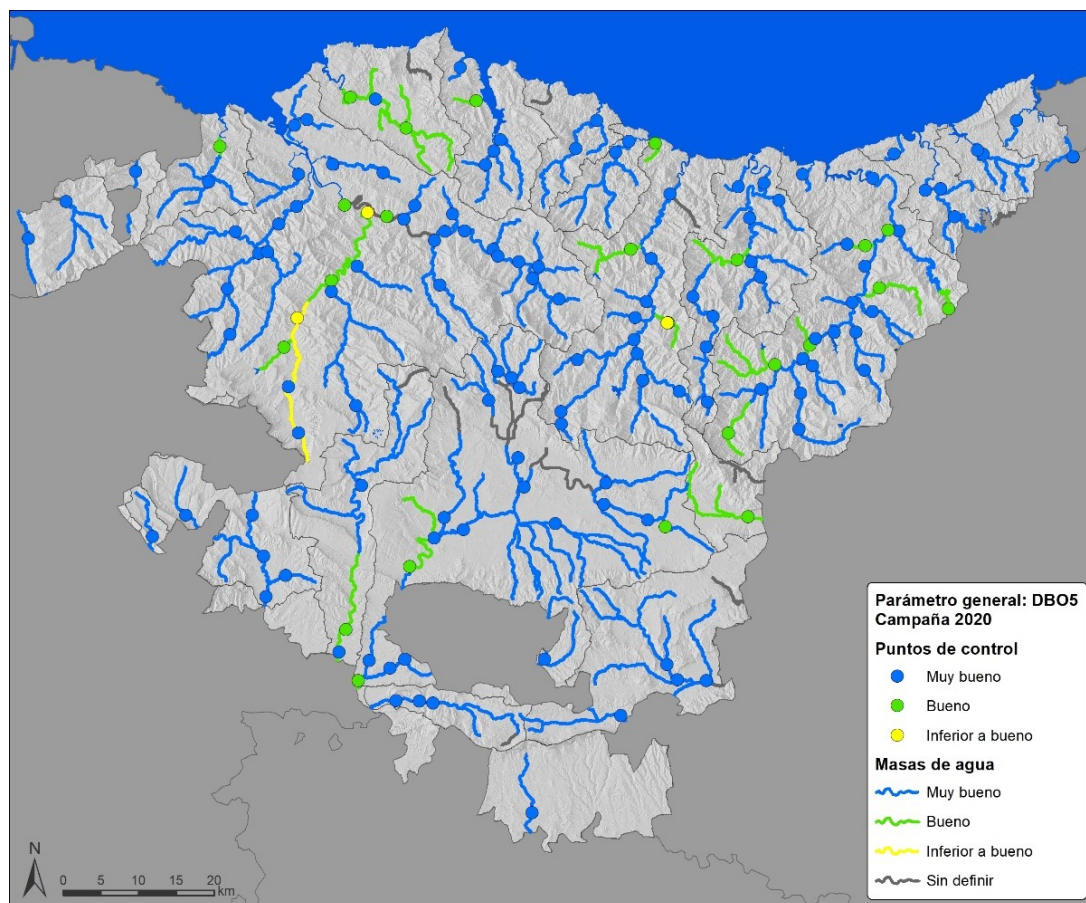 Parámetro general: DBO5
Campaña 2020
Puntos de control
Muy bueno
Bueno
Inferior a bueno
Masas de agua
Muy bueno
Bueno
Inferior a bueno
Sin definir
N
0 5 10 15 20
km